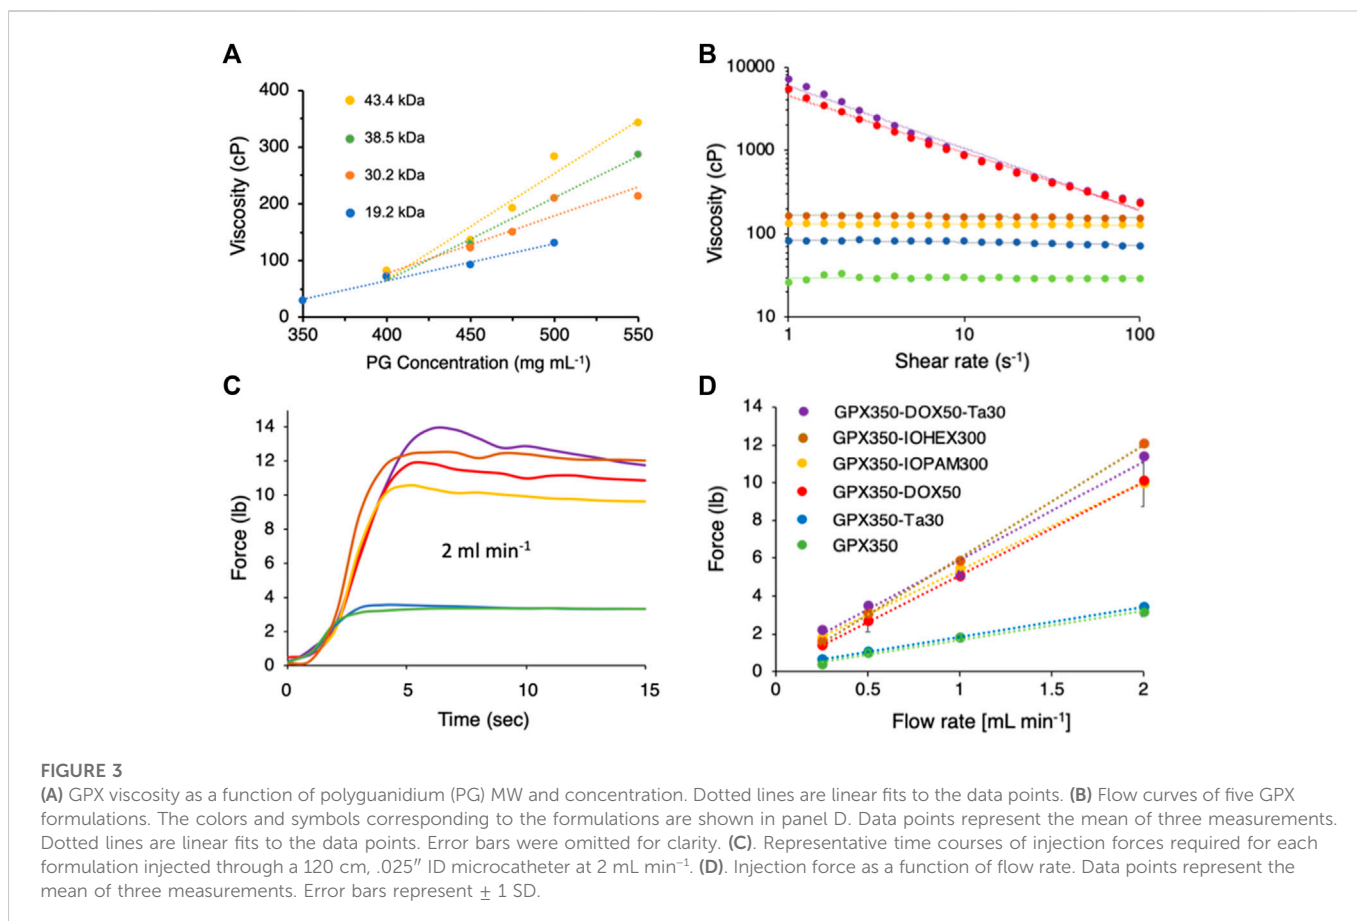 A
400
300
200
100
0
Viscosity (cP)
43.4 kDa
38.5 kDa
30.2 kDa
19.2 kDa
350
400
450
500
550
PG Concentration (mg mL⁻¹)
B
10000
1000
100
10
Viscosity (cP)
1
10
100
Shear rate (s⁻¹)
C
14
12
10
8
6
4
2
0
Force (lb)
2 ml min⁻¹
0
5
10
15
Time (sec)
D
14
12
10
8
6
4
2
0
Force (lb)
GPX350-DOX50-Ta30
GPX350-IOHEX300
GPX350-IOPAM300
GPX350-DOX50
GPX350-Ta30
GPX350
0
0.5
1
1.5
2
Flow rate [mL min⁻¹]
FIGURE 3
(A) GPX viscosity as a function of polyguanidium (PG) MW and concentration. Dotted lines are linear fits to the data points. (B) Flow curves of five GPX
formulations. The colors and symbols corresponding to the formulations are shown in panel D. Data points represent the mean of three measurements.
Dotted lines are linear fits to the data points. Error bars were omitted for clarity. (C). Representative time courses of injection forces required for each
formulation injected through a 120 cm, .025″ ID microcatheter at 2 mL min⁻¹. (D). Injection force as a function of flow rate. Data points represent the
mean of three measurements. Error bars represent ± 1 SD.